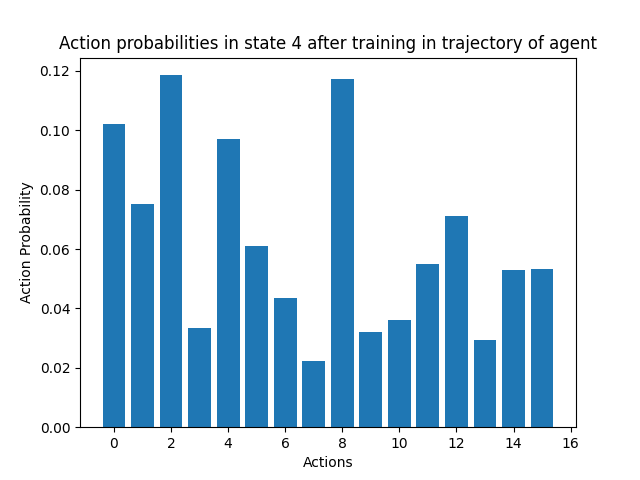 Action probabilities in state 4 after training in trajectory of agent
0.12
0.10
0.08
0.06
0.04
0.02
0.00
Action Probability
0 2 4 6 8 10 12 14 16
Actions